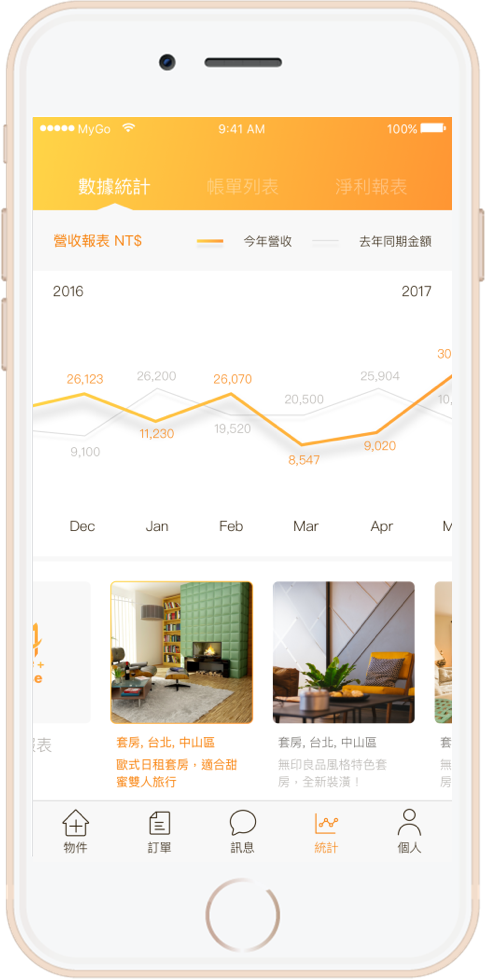 MyGo 9:41 AM 100%
數據統計 帳單列表 淨利報表
營收報表 NT$ 今年營收 去年同期金額
2016 2017
30
26,123 26,200 26,070 25,904
20,500 10,
11,230 19,520
9,100 8,547 9,020
Dec Jan Feb Mar Apr M
套房, 台北, 中山區 套房, 台北, 中山區 套
報表 歐式日租套房，適合甜 無印良品風格特色套 無
蜜雙人旅行 房，全新裝潢！ 房
物件 訂單 訊息 統計 個人